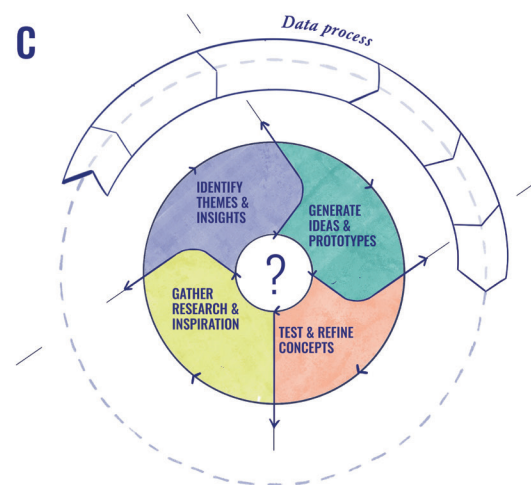 C
Data process
IDENTIFY
THEMES &
INSIGHTS
GENERATE
IDEAS &
PROTOTYPES
?
GATHER
RESEARCH &
INSPIRATION
TEST & REFINE
CONCEPTS